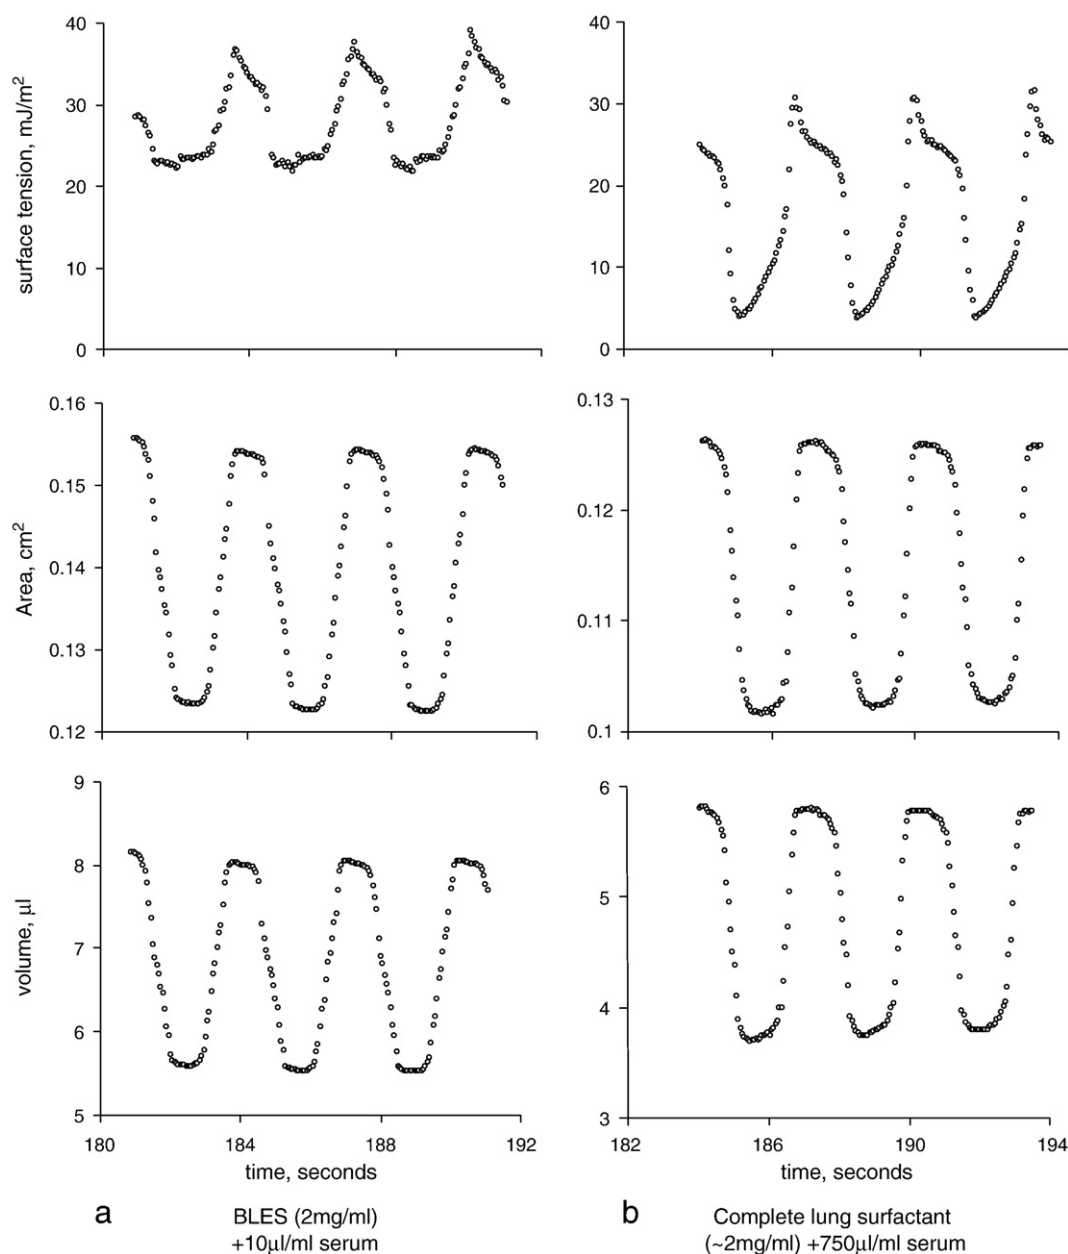 40
30
20
10
0
surface tension, mJ/m²
40
30
20
10
0
0.16
0.15
0.14
0.13
0.12
Area, cm²
0.13
0.12
0.11
0.1
9
8
7
6
5
volume, µl
180 184 188 192
time, seconds
6
5
4
3
182 186 190 194
time, seconds
a BLES (2mg/ml)
+10µl/ml serum
b Complete lung surfactant
(~2mg/ml) +750µl/ml serum